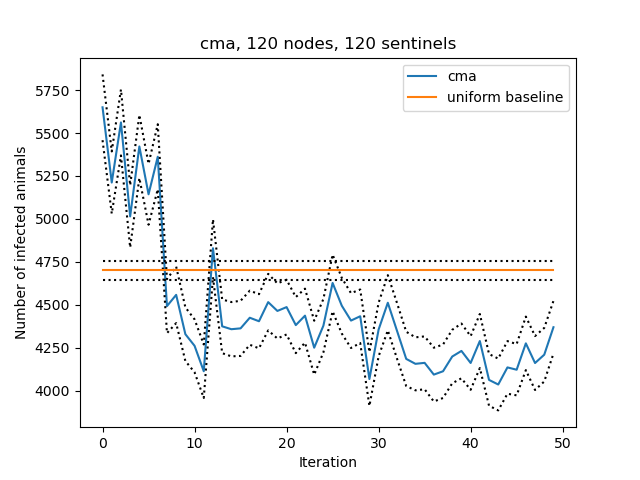 cma, 120 nodes, 120 sentinels
cma
uniform baseline
5750
5500
5250
5000
4750
4500
4250
4000
Number of infected animals
0 10 20 30 40 50
Iteration